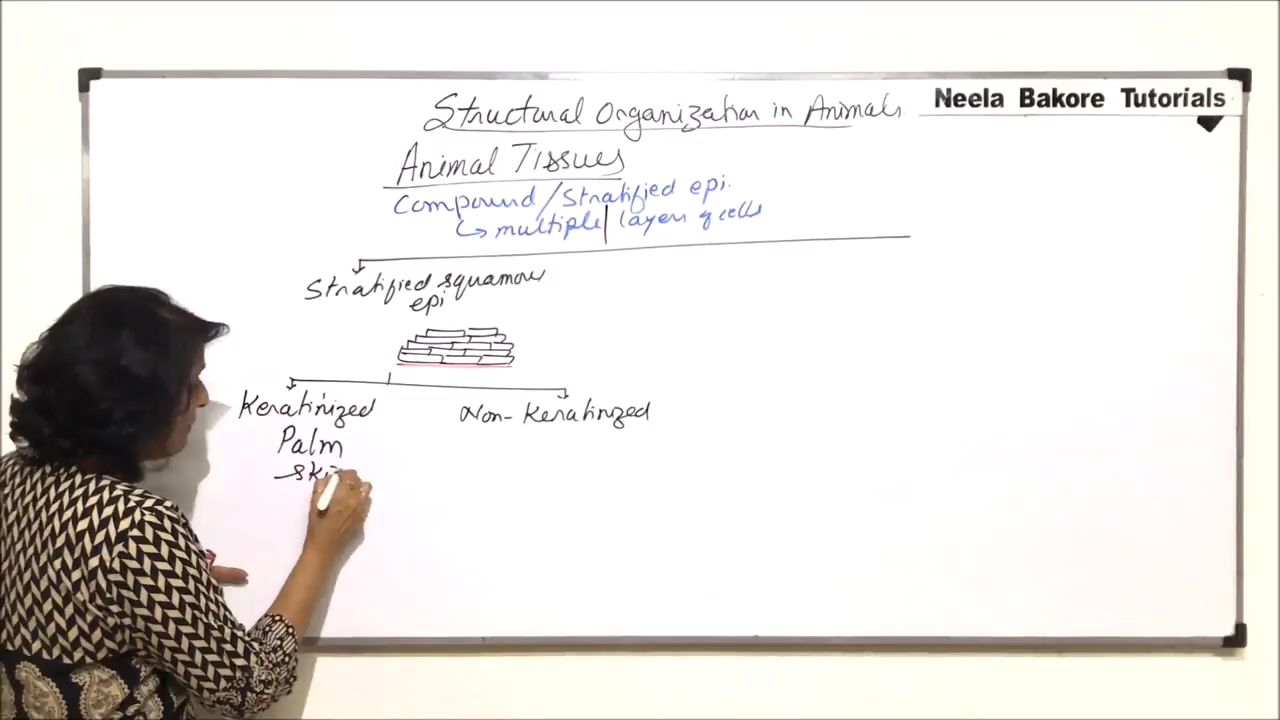 Structural Organization in Animals
Neela Bakore Tutorials
Animal Tissues
Compound/Stratified epi.
↳ multiple layers of cells
Stratified squamous
epi
Keratinized
Non-Keratinized
Palm